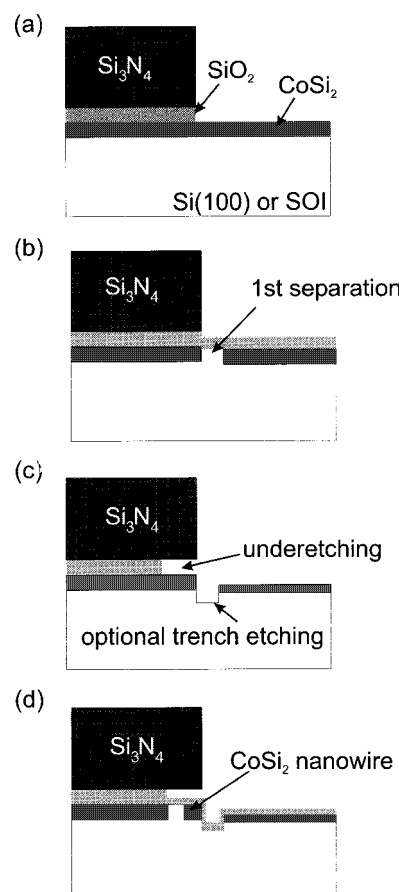 (a)
Si₃N₄
SiO₂
CoSi₂
Si(100) or SOI
(b)
Si₃N₄
1st separation
(c)
Si₃N₄
underetching
optional trench etching
(d)
Si₃N₄
CoSi₂ nanowire